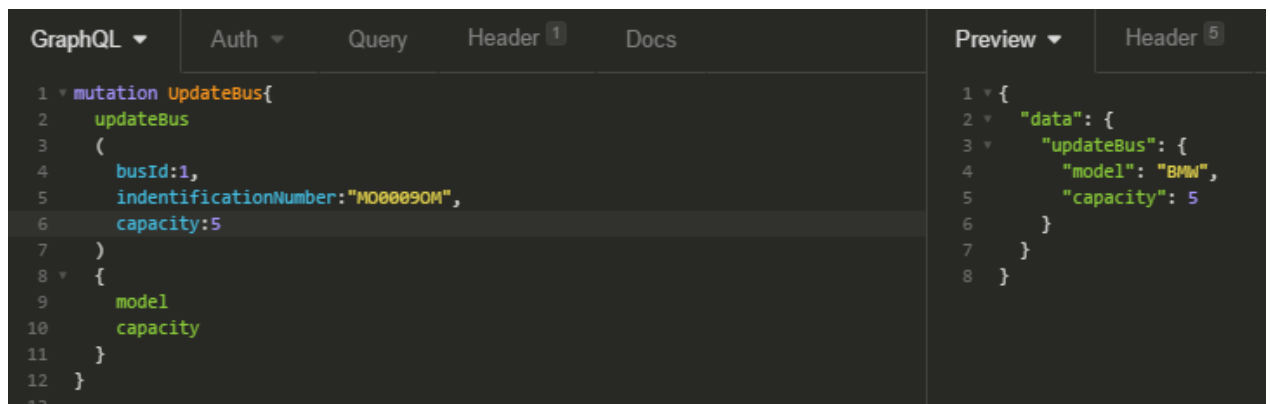 GraphQL Auth Query Header 1 Docs
1 mutation UpdateBus{
2 updateBus
3 (
4 busId:1,
5 indentificationNumber:"MO0009OM",
6 capacity:5
7 )
8 {
9 model
10 capacity
11 }
12 }
Preview Header 5
1 {
2 "data": {
3 "updateBus": {
4 "model": "BMW",
5 "capacity": 5
6 }
7 }
8 }